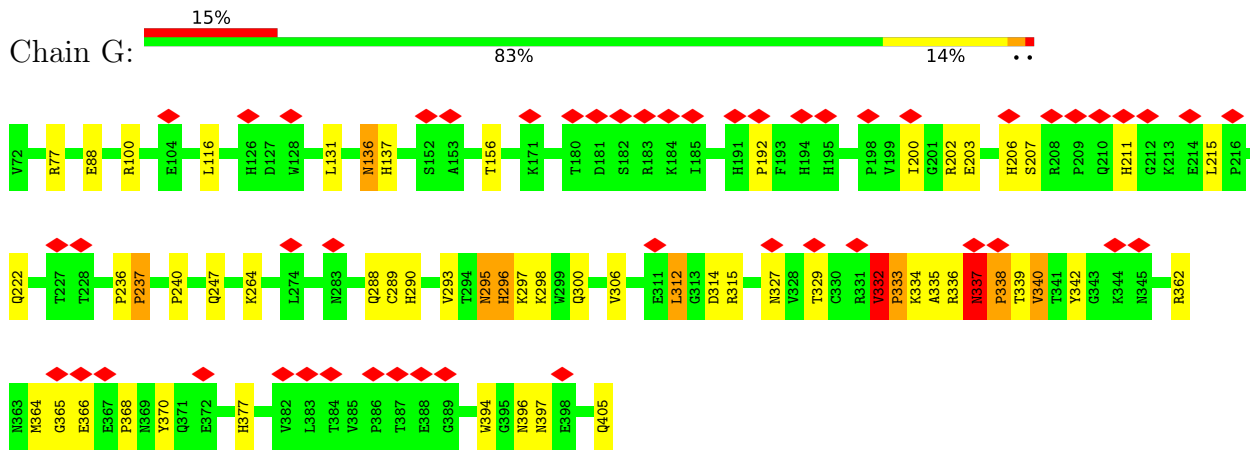 15%
Chain G:
83% 14% • •
V72 R77 E88 R100 E104 L116 H126 D127 W128 L131 N136 H137 S152 A153 T156 K171 T180 D181 S182 R183 K184 I185 H191 P192 F193 H194 H195 P198 V199 I200 G201 R202 E203 H206 S207 R208 P209 Q210 H211 G212 K213 E214 L215 P216
Q222 T227 T228 P236 P237 P240 Q247 K264 L274 N283 Q288 C289 H290 V293 T294 N295 H296 K297 K298 W299 Q300 V306 E311 L312 G313 D314 R315 N327 V328 T329 C330 R331 V332 P333 K334 A335 R336 N337 P338 T339 V340 T341 Y342 G343 K344 N345 R362
N363 M364 G365 E366 E367 P368 N369 Y370 Q371 E372 H377 V382 L383 T384 V385 P386 T387 E388 G389 W394 G395 N396 N397 E398 Q405